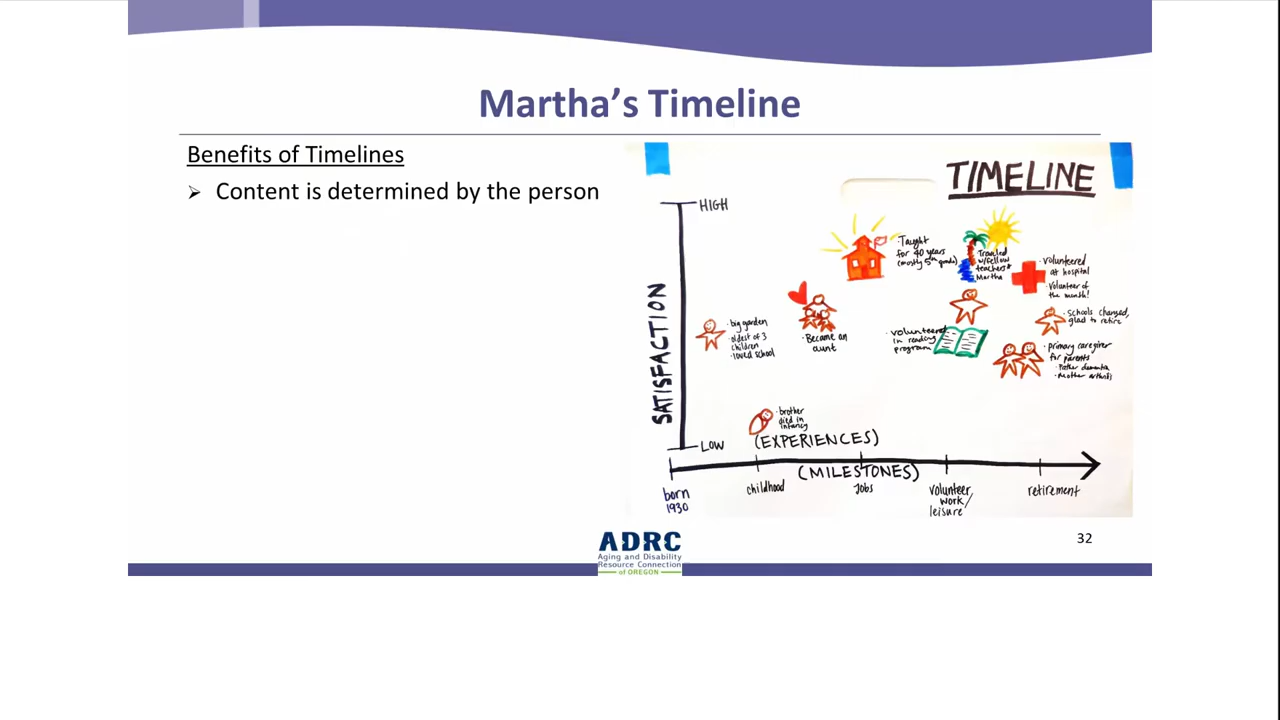 Martha's Timeline
Benefits of Timelines
Content is determined by the person
TIMELINE
HIGH
SATISFACTION
LOW
• big garden
• oldest of 3
children
• loved school
• brother
died in
infancy
• Became an
aunt
• Taught
for 40 years
(mostly 5th grade)
Traveled
w/fellow
teachers
Martha
• volunteered
at hospital
• Volunteer of
the month!
• schools changed,
glad to retire
• volunteered
in reading
program
• primary caregiver
for parents
• Father dementia
• Mother arthritis
(EXPERIENCES)
(MILESTONES)
born
1930
childhood
Jobs
volunteer
work/
leisure
retirement
ADRC
Aging and Disability
Resource Connection
of OREGON
32